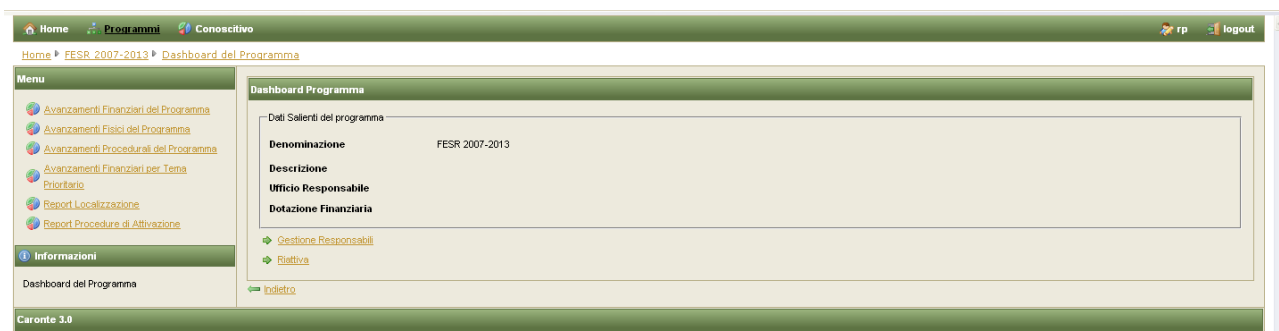 Home Programmi Conoscitivo rp logout
Home FESR 2007-2013 Dashboard del Programma
Menu
Avanzamenti Finanziari del Programma
Avanzamenti Fisici del Programma
Avanzamenti Procedurali del Programma
Avanzamenti Finanziari per Tema
Prioritario
Report Localizzazione
Report Procedure di Attivazione
Informazioni
Dashboard del Programma
Dashboard Programma
Dati Salienti del programma
Denominazione FESR 2007-2013
Descrizione
Ufficio Responsabile
Dotazione Finanziaria
Gestione Responsabili
Riattiva
Indietro
Caronte 3.0